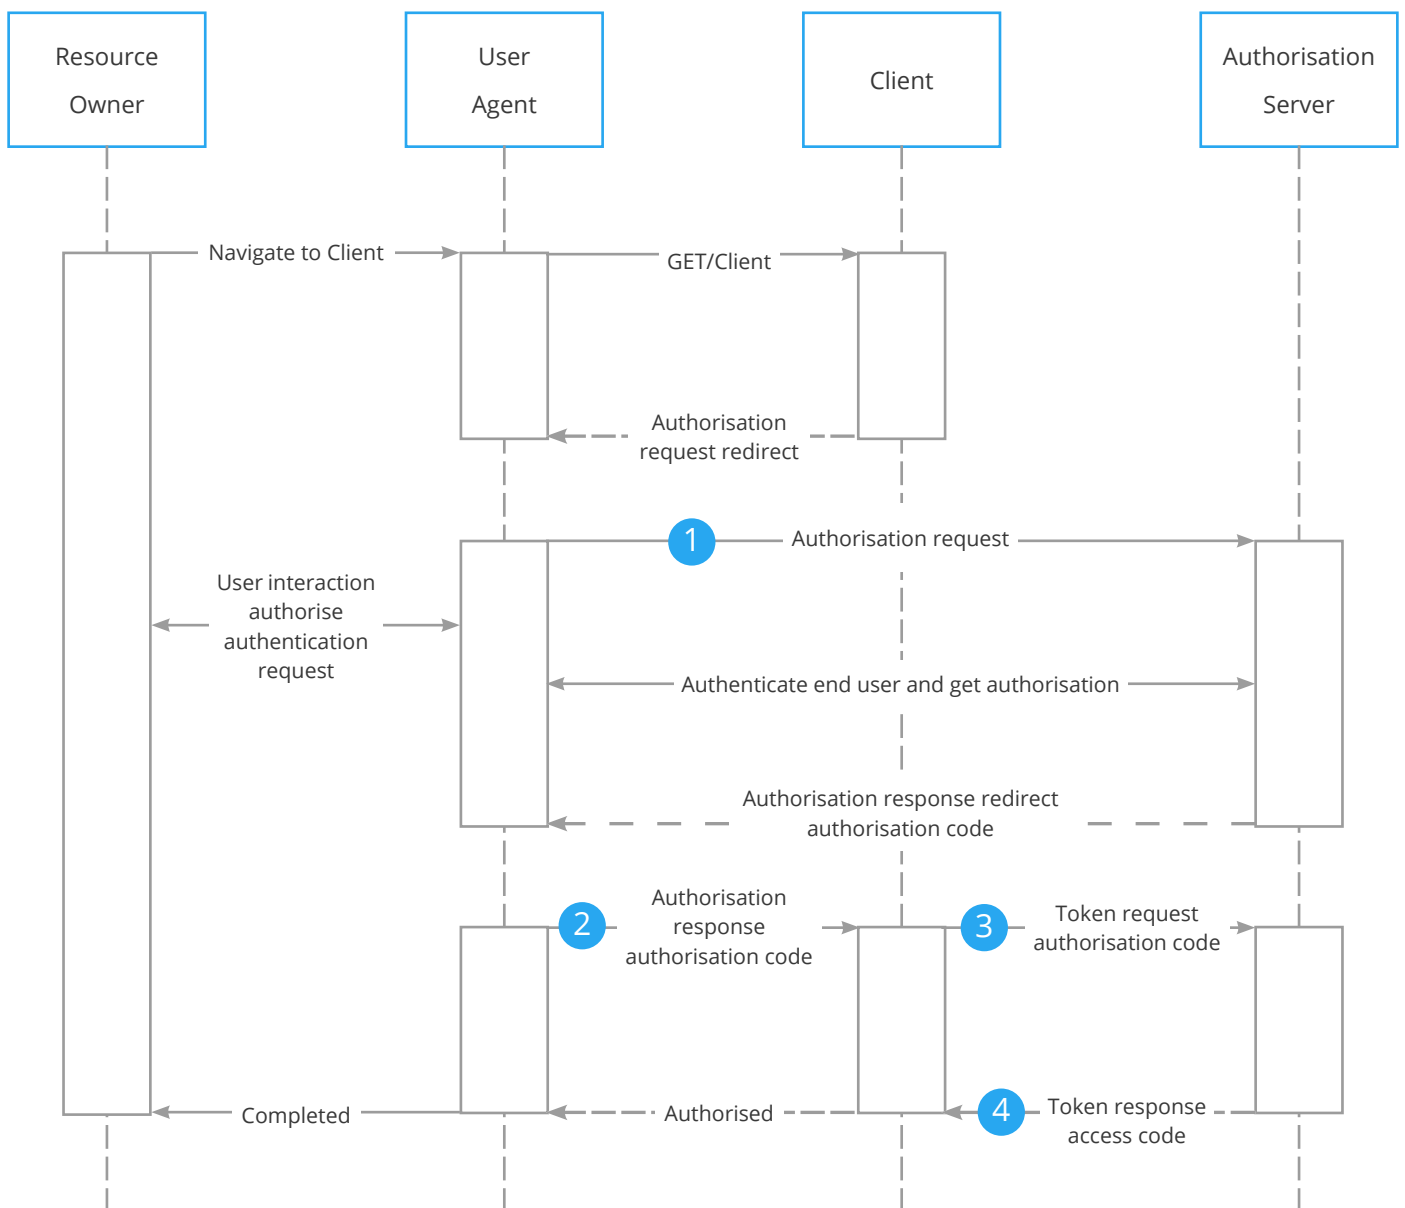 Resource
Owner
User
Agent
Client
Authorisation
Server
Navigate to Client
GET/Client
Authorisation
request redirect
1
Authorisation request
User interaction
authorise
authentication
request
Authenticate end user and get authorisation
Authorisation response redirect
authorisation code
2
Authorisation
response
authorisation code
3
Token request
authorisation code
Completed
Authorised
4
Token response
access code